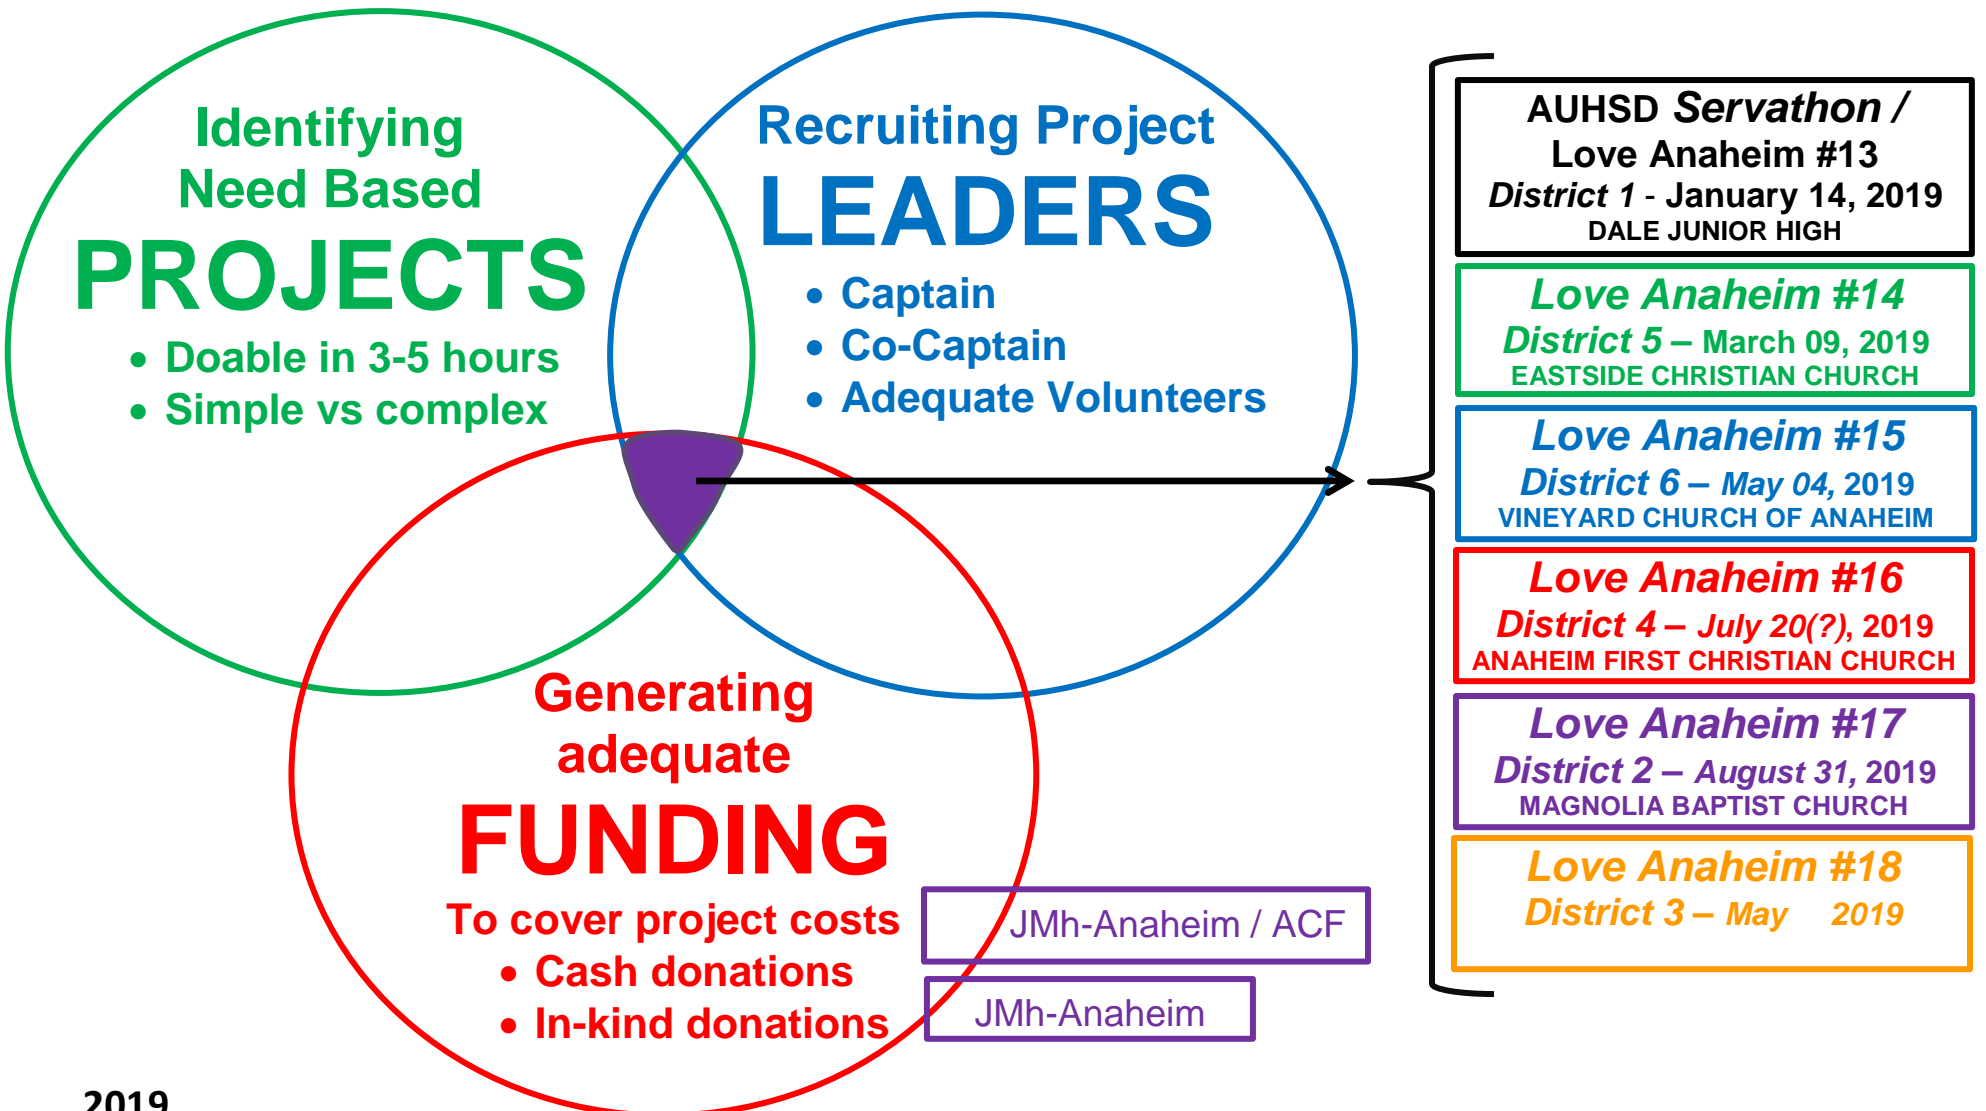 Identifying
Need Based
PROJECTS
• Doable in 3-5 hours
• Simple vs complex
Recruiting Project
LEADERS
• Captain
• Co-Captain
• Adequate Volunteers
Generating
adequate
FUNDING
To cover project costs
• Cash donations
• In-kind donations
JMh-Anaheim / ACF
JMh-Anaheim
AUHSD Servathon /
Love Anaheim #13
District 1 - January 14, 2019
DALE JUNIOR HIGH
Love Anaheim #14
District 5 – March 09, 2019
EASTSIDE CHRISTIAN CHURCH
Love Anaheim #15
District 6 – May 04, 2019
VINEYARD CHURCH OF ANAHEIM
Love Anaheim #16
District 4 – July 20(?), 2019
ANAHEIM FIRST CHRISTIAN CHURCH
Love Anaheim #17
District 2 – August 31, 2019
MAGNOLIA BAPTIST CHURCH
Love Anaheim #18
District 3 – May 2019
2019